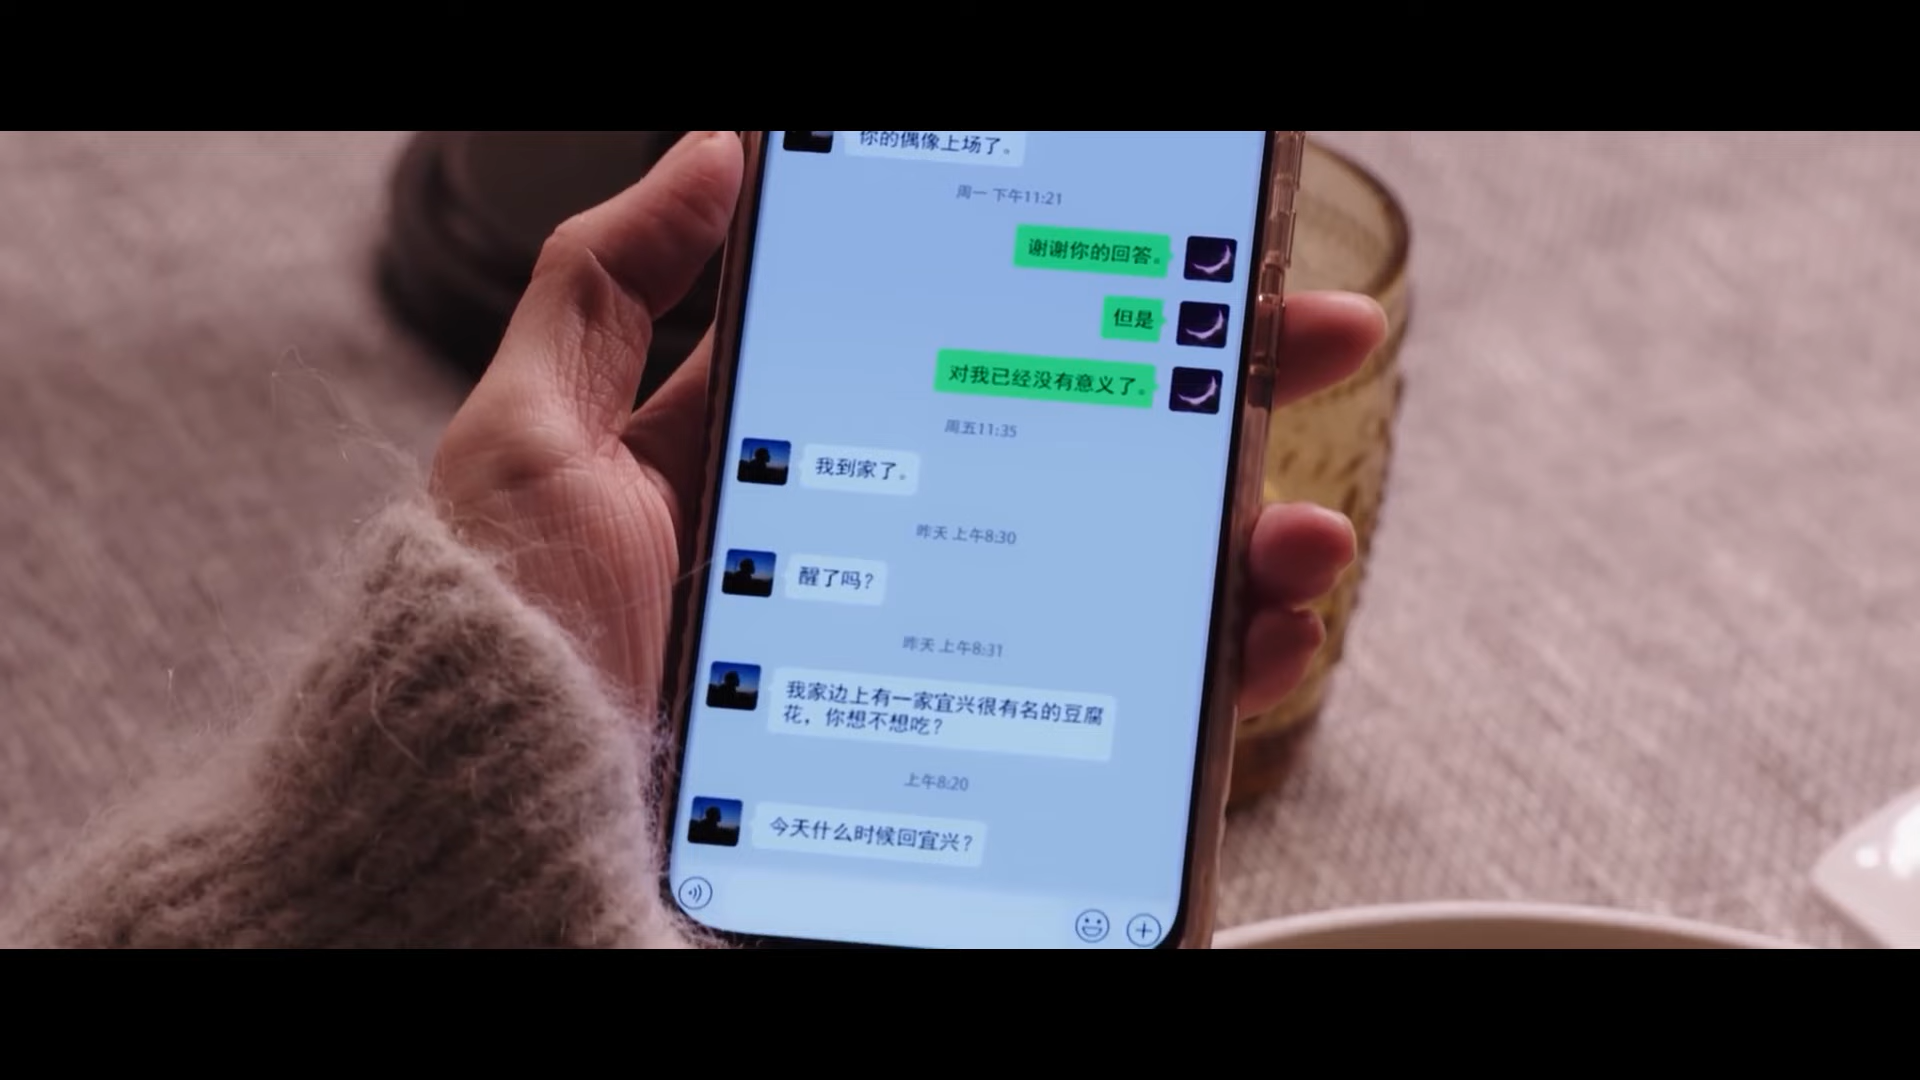 你的偶像上场了。
周一 下午11:21
谢谢你的回答。
但是
对我已经没有意义了。
周五11:35
我到家了。
昨天 上午8:30
醒了吗？
昨天 上午8:31
我家边上有一家宜兴很有名的豆腐
花，你想不想吃？
上午8:20
今天什么时候回宜兴？